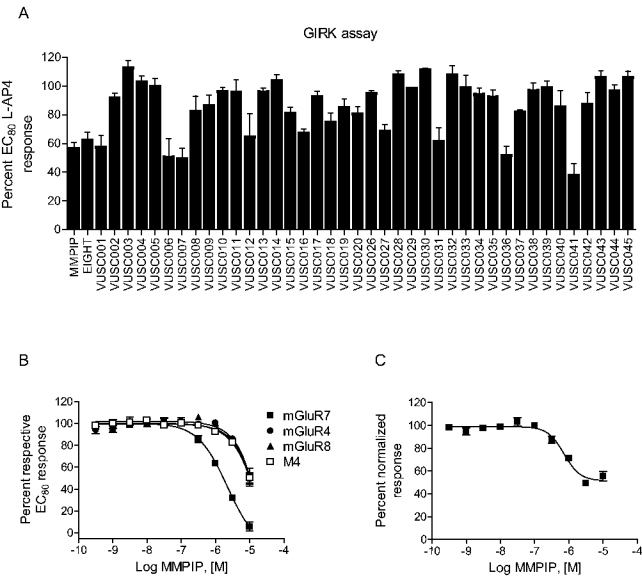 A
GIRK assay
Percent EC80 L-AP4
response
120
100
80
60
40
20
0
MMPIP
EIGHT
VUSC001
VUSC002
VUSC003
VUSC004
VUSC005
VUSC006
VUSC007
VUSC008
VUSC009
VUSC010
VUSC011
VUSC012
VUSC013
VUSC014
VUSC015
VUSC016
VUSC017
VUSC018
VUSC019
VUSC020
VUSC026
VUSC027
VUSC028
VUSC029
VUSC030
VUSC031
VUSC032
VUSC033
VUSC034
VUSC035
VUSC036
VUSC037
VUSC038
VUSC039
VUSC040
VUSC041
VUSC042
VUSC043
VUSC044
VUSC045
B
Percent respective
EC80 response
120
100
80
60
40
20
0
-10 -9 -8 -7 -6 -5 -4
Log MMPIP, [M]
mGluR7
mGluR4
mGluR8
M4
C
Percent normalized
response
120
100
80
60
40
20
0
-10 -9 -8 -7 -6 -5 -4
Log MMPIP, [M]